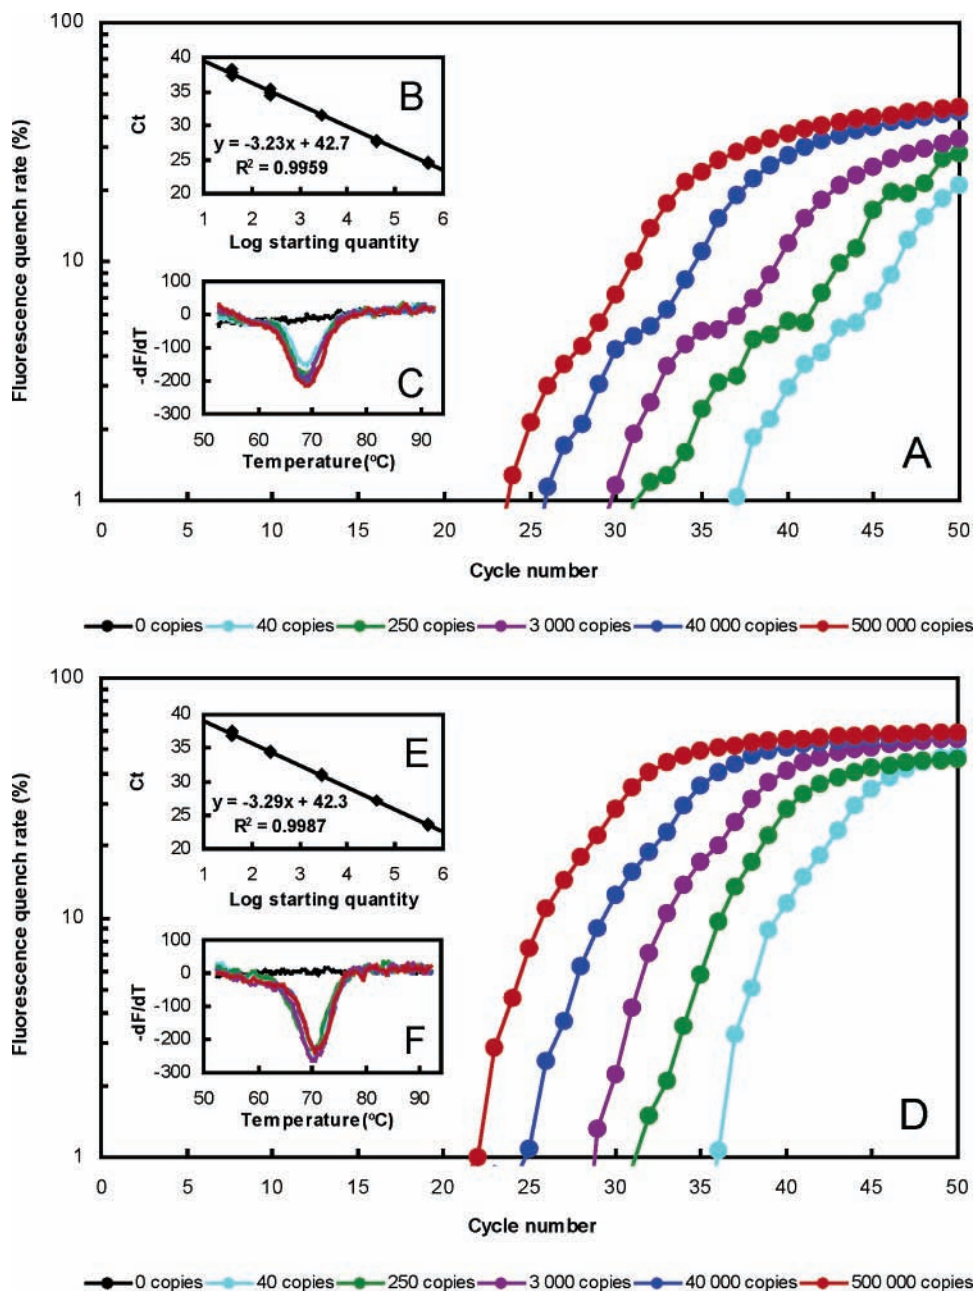 100
10
1
Fluorescence quench rate (%)
0 5 10 15 20 25 30 35 40 45 50
Cycle number
A
40
35
30
25
20
Ct
B
y = -3.23x + 42.7
R² = 0.9959
1 2 3 4 5 6
Log starting quantity
100
0
-100
-200
-300
-dF/dT
C
50 60 70 80 90
Temperature(ºC)
0 copies 40 copies 250 copies 3 000 copies 40 000 copies 500 000 copies
100
10
1
Fluorescence quench rate (%)
0 5 10 15 20 25 30 35 40 45 50
Cycle number
D
40
35
30
25
20
Ct
E
y = -3.29x + 42.3
R² = 0.9987
1 2 3 4 5 6
Log starting quantity
100
0
-100
-200
-300
-dF/dT
F
50 60 70 80 90
Temperature(ºC)
0 copies 40 copies 250 copies 3 000 copies 40 000 copies 500 000 copies